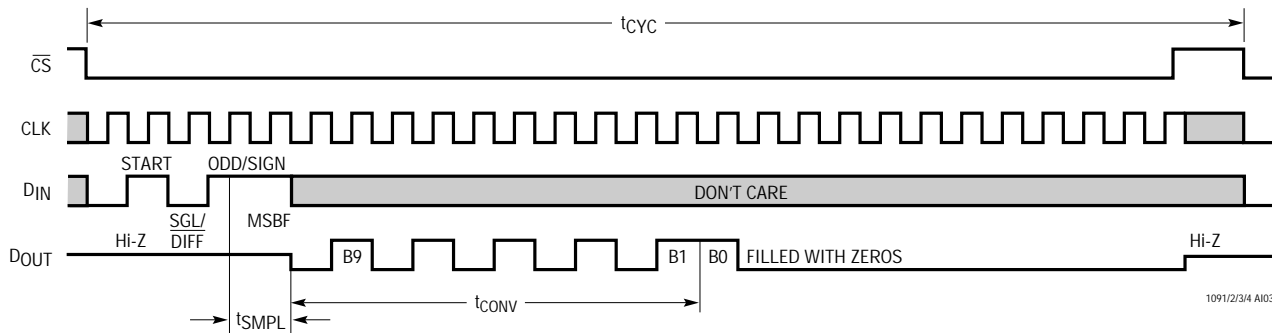 tCYC
CS
CLK
START
ODD/SIGN
DIN
DON'T CARE
SGL/
DIFF
MSBF
Hi-Z
Hi-Z
DOUT
B9
B1
B0
FILLED WITH ZEROS
tCONV
tSMPL
1091/2/3/4 AI03